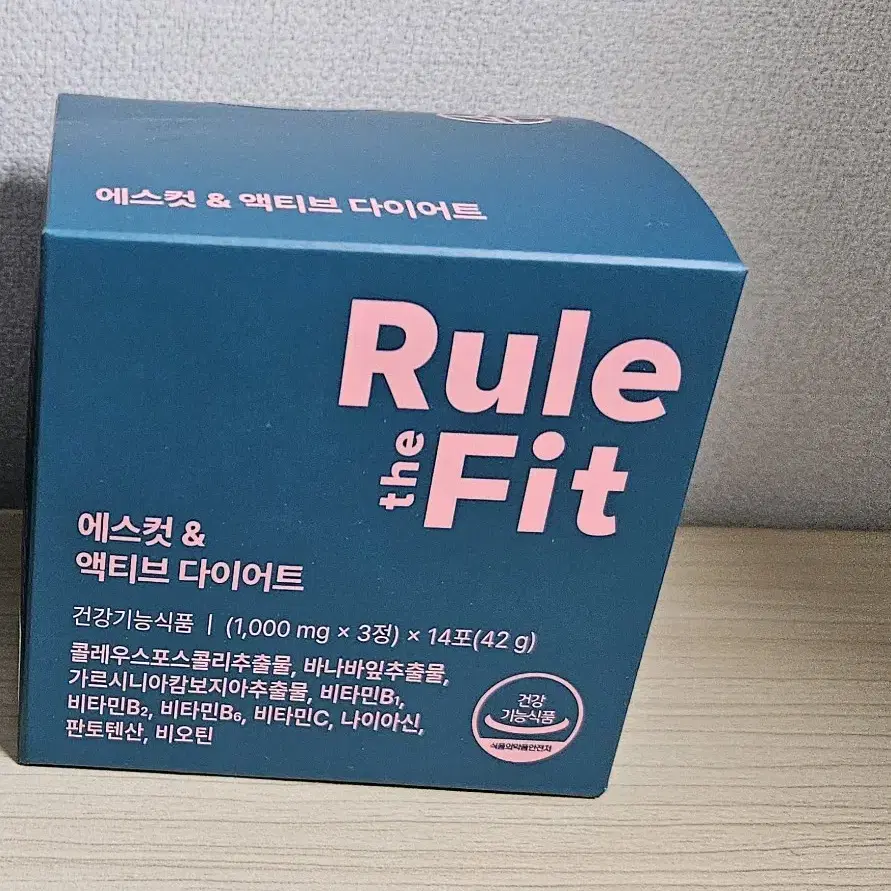 에스컷 & 액티브 다이어트
Rule
the
Fit
에스컷 &
액티브 다이어트
건강기능식품 | (1,000 mg × 3정) × 14포(42 g)
콜레우스포스콜리추출물, 바나바잎추출물,
가르시니아캄보지아추출물, 비타민B₁,
비타민B₂, 비타민B₆, 비타민C, 나이아신,
판토텐산, 비오틴
건강
기능식품
식품의약품안전처